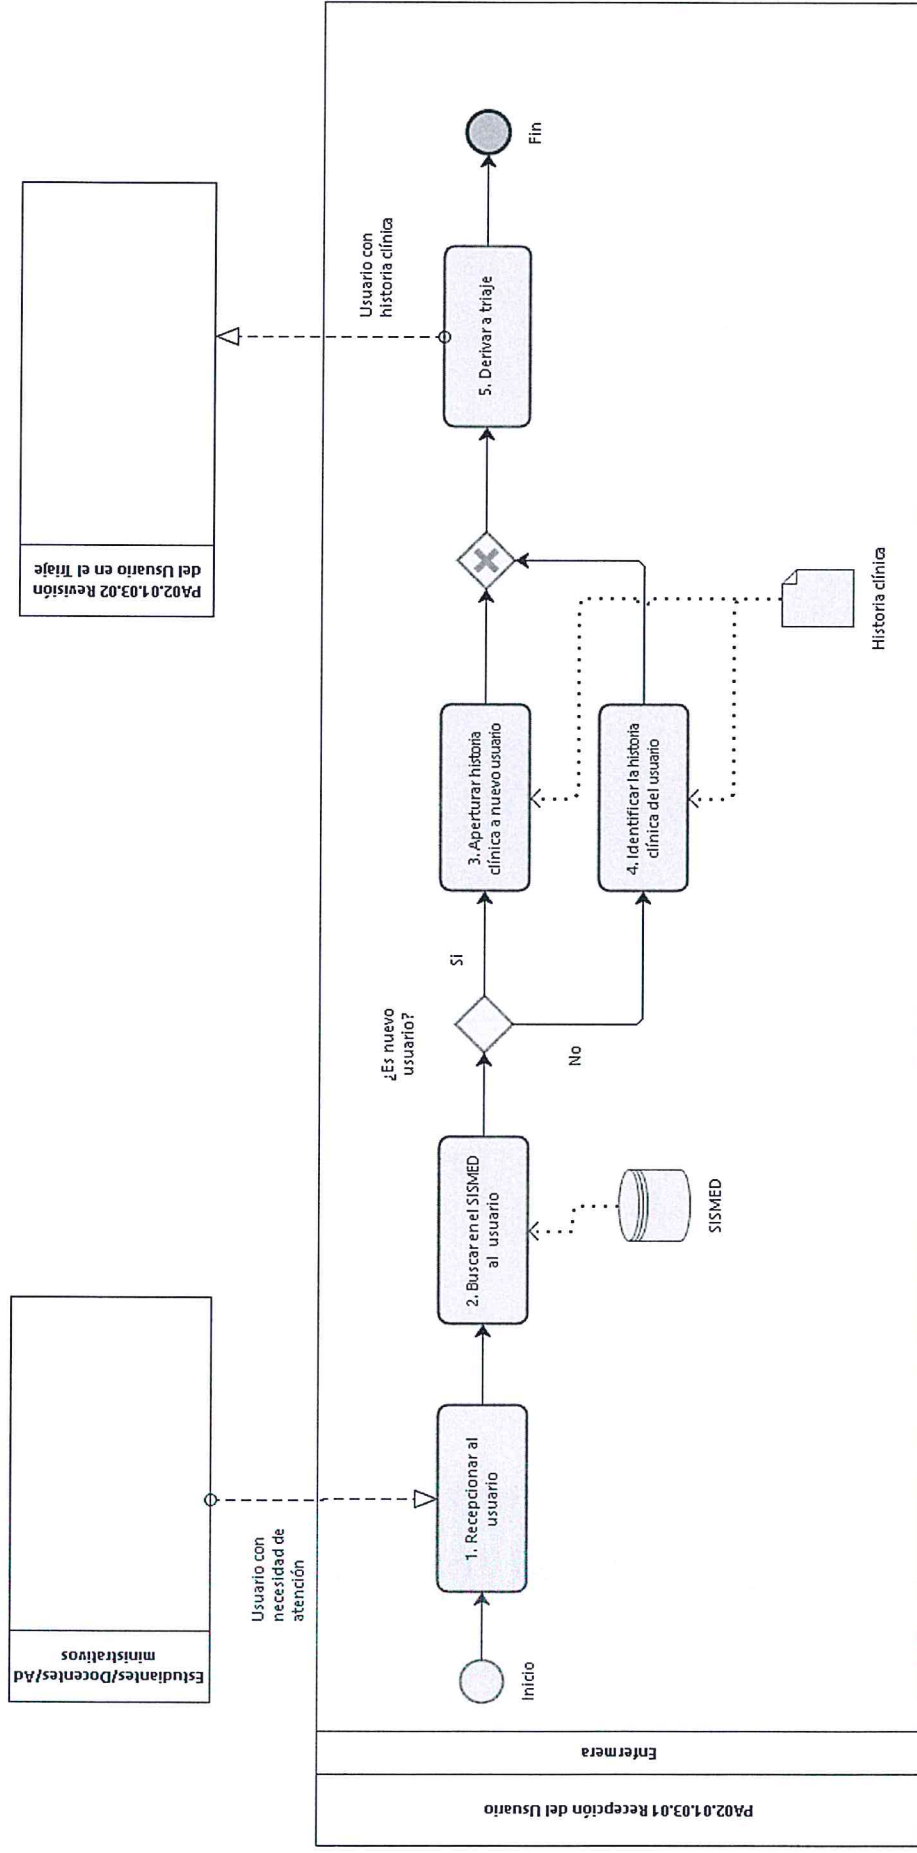 PA02.01.03.01 Recepción del Usuario
Enfermera
Estudiantes/Docentes/Ad
ministrativos
PA02.01.03.02 Revisión
del Usuario en el Triaje
Inicio
Usuario con
necesidad de
atención
1. Recepcionar al
usuario
2. Buscar en el SISMED
al usuario
SISMED
¿Es nuevo
usuario?
Si
No
3. Aperturar historia
clínica a nuevo usuario
4. Identificar la historia
clínica del usuario
Historia clínica
5. Derivar a triaje
Usuario con
historia clínica
Fin